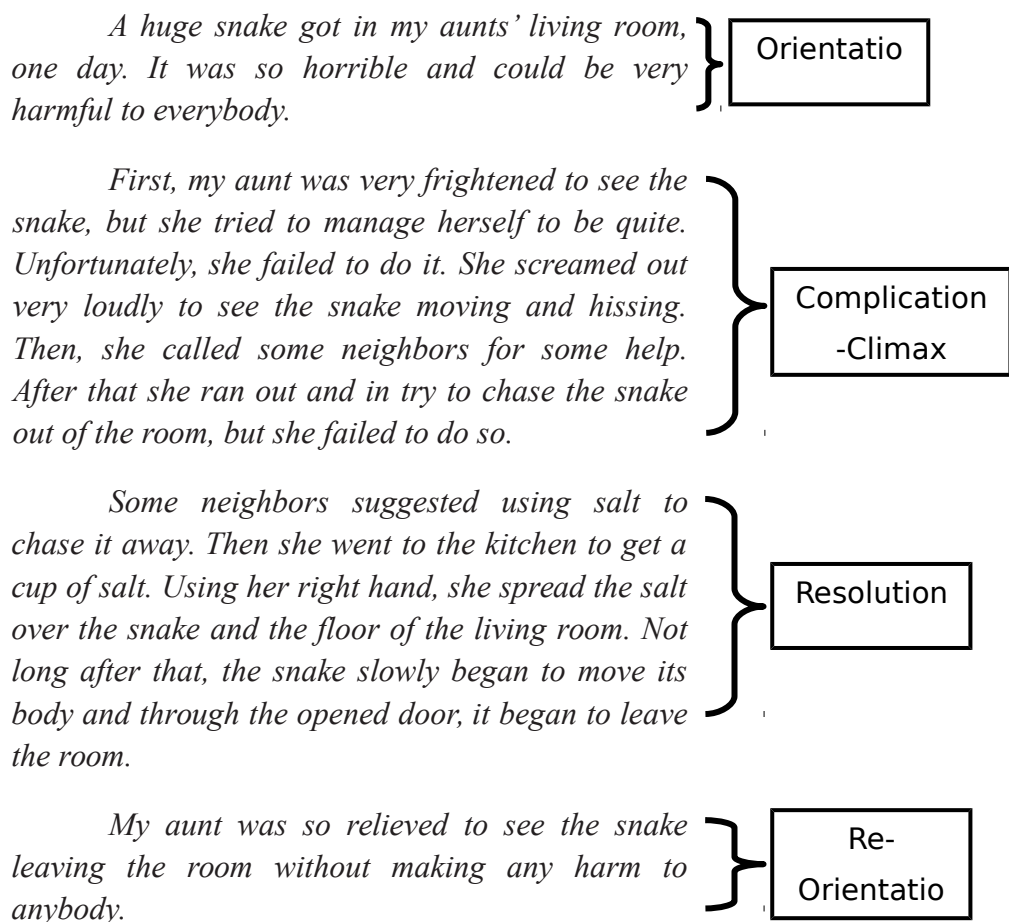 A huge snake got in my aunts’ living room,
one day. It was so horrible and could be very
harmful to everybody.
Orientatio
First, my aunt was very frightened to see the
snake, but she tried to manage herself to be quite.
Unfortunately, she failed to do it. She screamed out
very loudly to see the snake moving and hissing.
Then, she called some neighbors for some help.
After that she ran out and in try to chase the snake
out of the room, but she failed to do so.
Complication
-Climax
Some neighbors suggested using salt to
chase it away. Then she went to the kitchen to get a
cup of salt. Using her right hand, she spread the salt
over the snake and the floor of the living room. Not
long after that, the snake slowly began to move its
body and through the opened door, it began to leave
the room.
Resolution
My aunt was so relieved to see the snake
leaving the room without making any harm to
anybody.
Re-
Orientatio